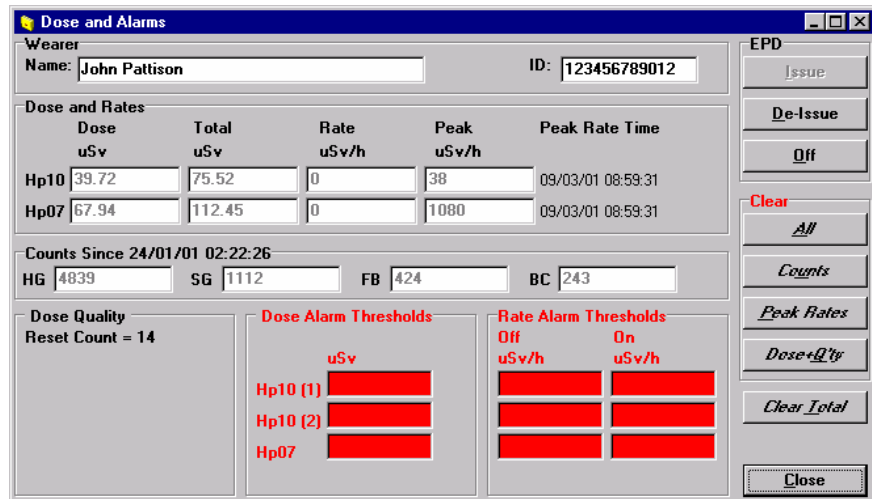 Dose and Alarms
Wearer
Name: John Pattison ID: 123456789012
EPD
Issue
De-Issue
Off
Dose and Rates
Dose Total Rate Peak Peak Rate Time
uSv uSv uSv/h uSv/h
Hp10 39.72 75.52 0 38 09/03/01 08:59:31
Hp07 67.94 112.45 0 1080 09/03/01 08:59:31
Clear
All
Counts
Peak Rates
Dose+Q'ty
Clear Total
Counts Since 24/01/01 02:22:26
HG 4839 SG 1112 FB 424 BC 243
Dose Quality
Reset Count = 14
Dose Alarm Thresholds
uSv
Hp10 (1)
Hp10 (2)
Hp07
Rate Alarm Thresholds
Off On
uSv/h uSv/h
Close